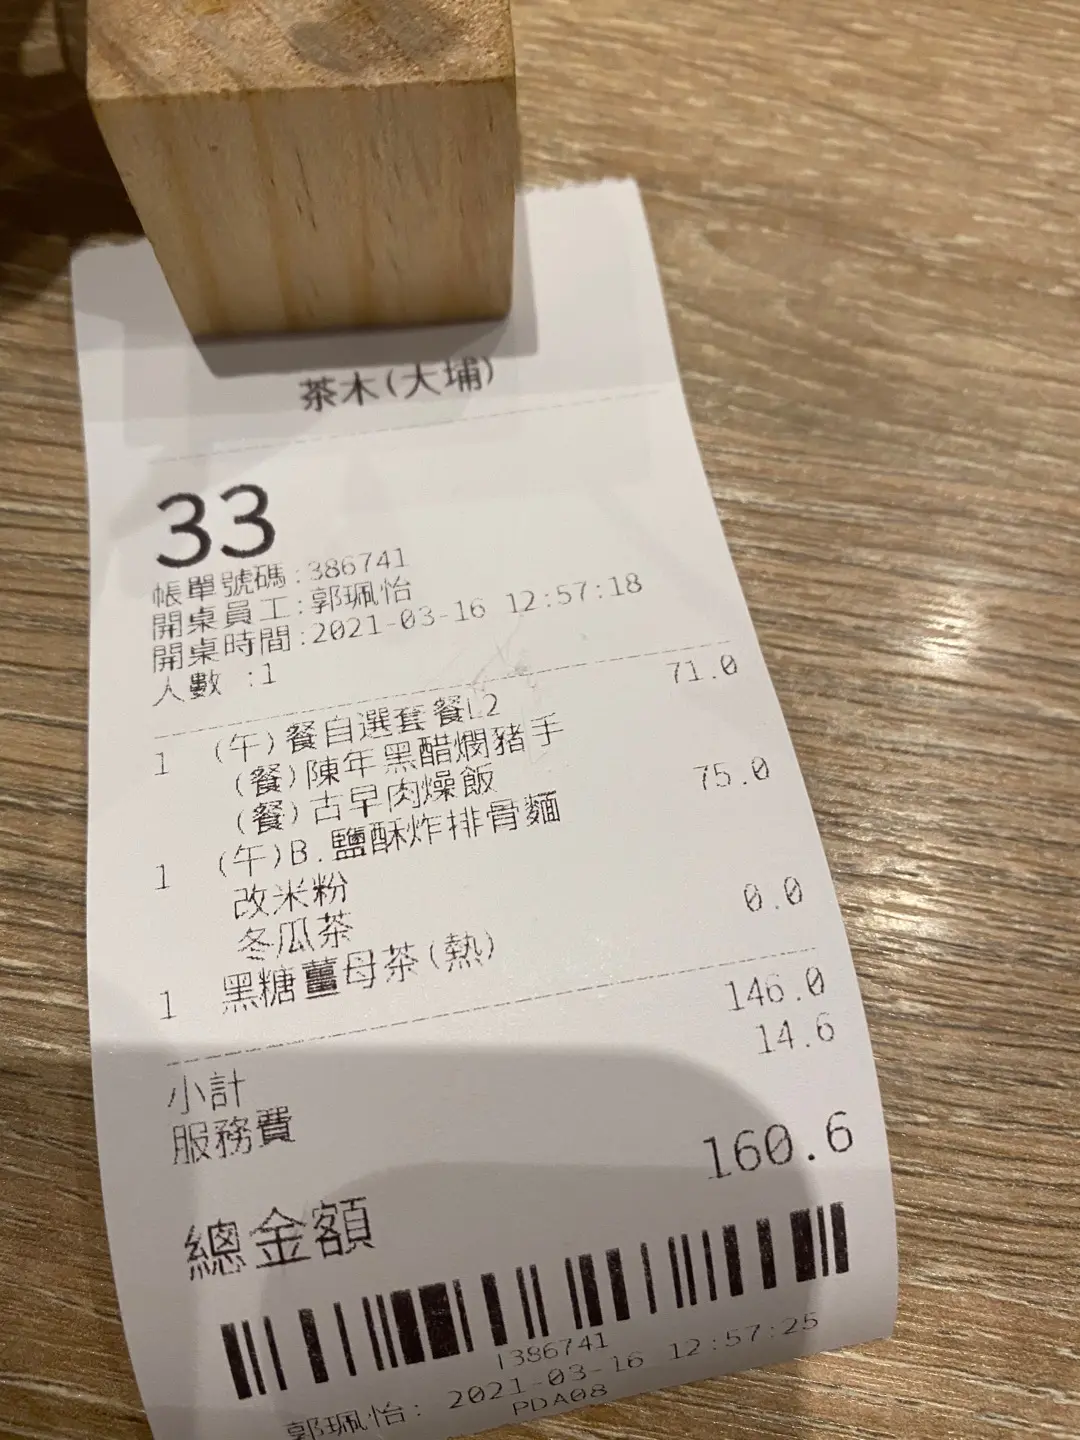 茶木(大埔)
33
帳單號碼:386741
開桌員工:郭珮怡
開桌時間:2021-03-16 12:57:18
人數 :1
1 (午)餐自選套餐L2 71.0
(餐)陳年黑醋燜豬手
(餐)古早肉燥飯
1 (午)B.鹽酥炸排骨麵 75.0
改米粉
冬瓜茶
1 黑糖薑母茶(熱) 0.0
小計 146.0
服務費 14.6
總金額 160.6
1386741
郭珮怡: 2021-03-16 12:57:25
PDA08